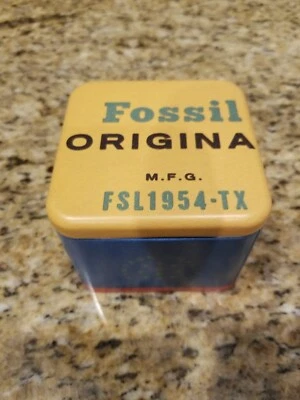 Fossil
ORIGINA
M.F.G.
FSL1954-TX